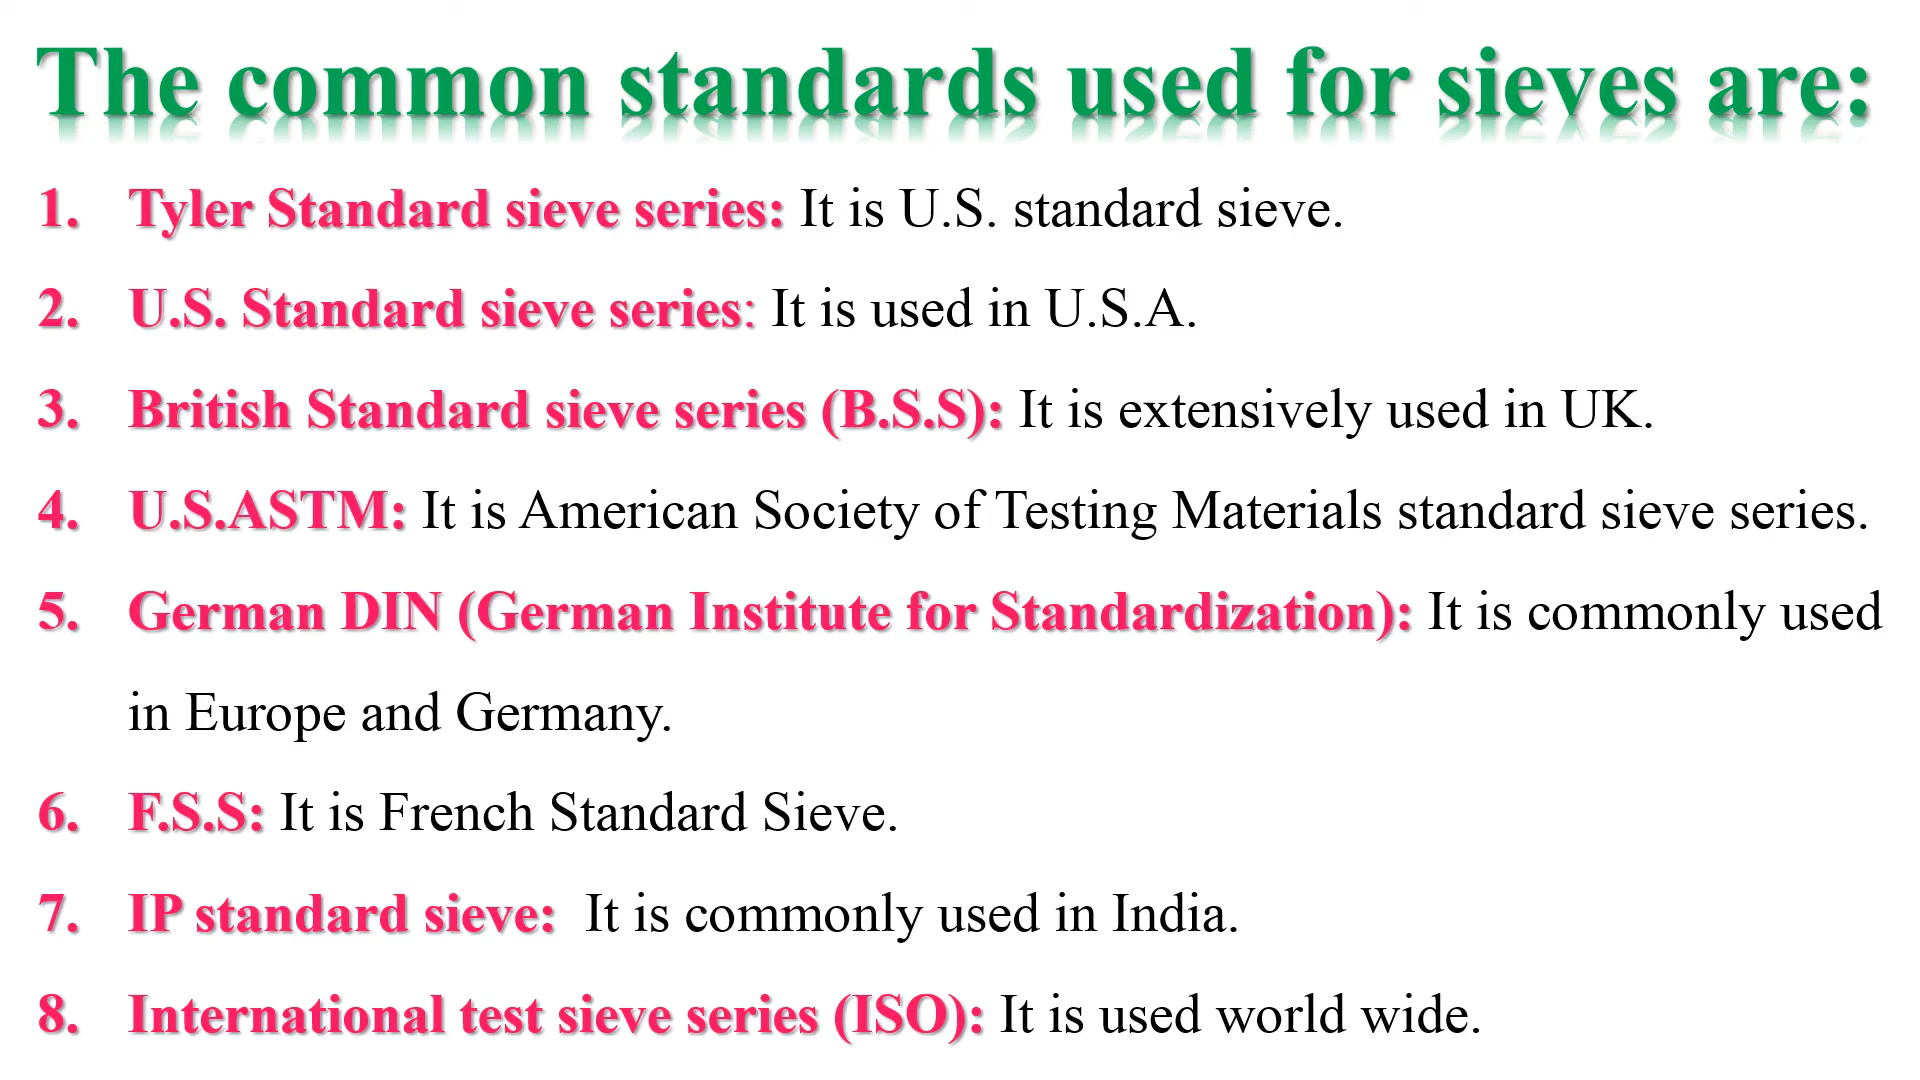 The common standards used for sieves are:
1. Tyler Standard sieve series: It is U.S. standard sieve.
2. U.S. Standard sieve series: It is used in U.S.A.
3. British Standard sieve series (B.S.S): It is extensively used in UK.
4. U.S.ASTM: It is American Society of Testing Materials standard sieve series.
5. German DIN (German Institute for Standardization): It is commonly used
in Europe and Germany.
6. F.S.S: It is French Standard Sieve.
7. IP standard sieve: It is commonly used in India.
8. International test sieve series (ISO): It is used world wide.